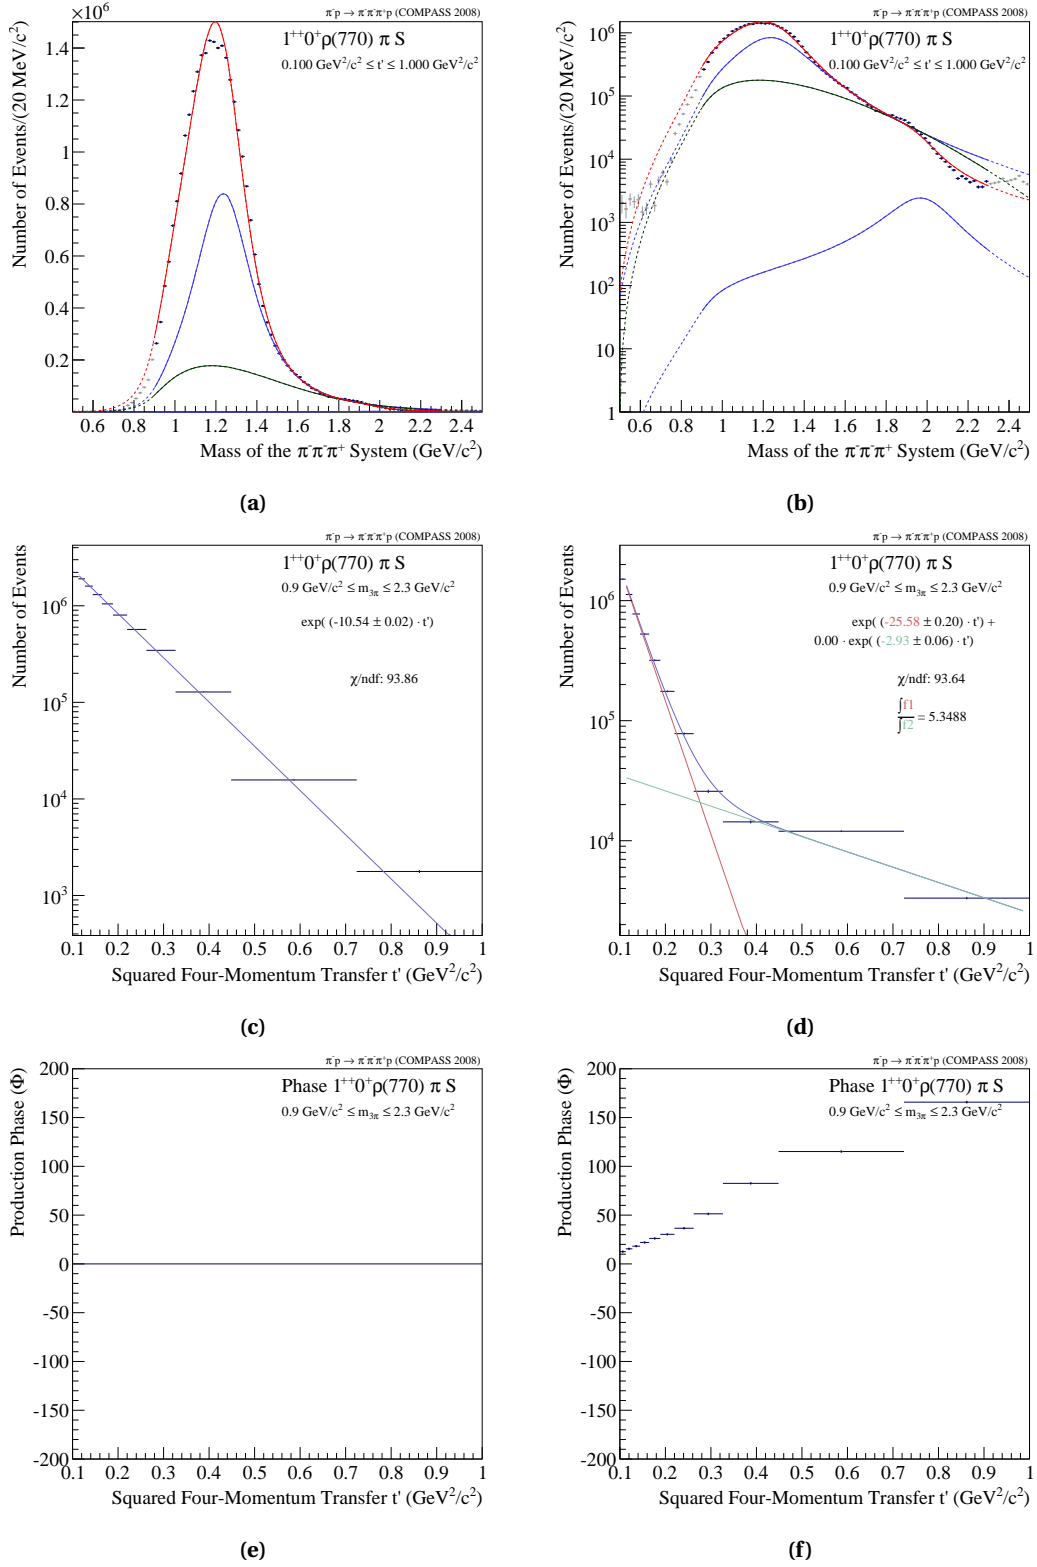 π⁻p → π⁻π⁻π⁺p (COMPASS 2008)
×10⁶
1⁺⁺0⁺ρ(770) π S
0.100 GeV²/c² ≤ t' ≤ 1.000 GeV²/c²
Number of Events/(20 MeV/c²)
1.4
1.2
1
0.8
0.6
0.4
0.2
0.6 0.8 1 1.2 1.4 1.6 1.8 2 2.2 2.4
Mass of the π⁻π⁻π⁺ System (GeV/c²)
(a)
π⁻p → π⁻π⁻π⁺p (COMPASS 2008)
1⁺⁺0⁺ρ(770) π S
0.100 GeV²/c² ≤ t' ≤ 1.000 GeV²/c²
Number of Events/(20 MeV/c²)
10⁶
10⁵
10⁴
10³
10²
10
1
0.6 0.8 1 1.2 1.4 1.6 1.8 2 2.2 2.4
Mass of the π⁻π⁻π⁺ System (GeV/c²)
(b)
π⁻p → π⁻π⁻π⁺p (COMPASS 2008)
1⁺⁺0⁺ρ(770) π S
0.9 GeV/c² ≤ m₃π ≤ 2.3 GeV/c²
exp( (-10.54 ± 0.02) · t')
χ/ndf: 93.86
Number of Events
10⁶
10⁵
10⁴
10³
0.1 0.2 0.3 0.4 0.5 0.6 0.7 0.8 0.9 1
Squared Four-Momentum Transfer t' (GeV²/c²)
(c)
π⁻p → π⁻π⁻π⁺p (COMPASS 2008)
1⁺⁺0⁺ρ(770) π S
0.9 GeV/c² ≤ m₃π ≤ 2.3 GeV/c²
exp( (-25.58 ± 0.20) · t') +
0.00 · exp( (-2.93 ± 0.06) · t')
χ/ndf: 93.64
∫f1
∫f2 = 5.3488
Number of Events
10⁶
10⁵
10⁴
0.1 0.2 0.3 0.4 0.5 0.6 0.7 0.8 0.9 1
Squared Four-Momentum Transfer t' (GeV²/c²)
(d)
π⁻p → π⁻π⁻π⁺p (COMPASS 2008)
Phase 1⁺⁺0⁺ρ(770) π S
0.9 GeV/c² ≤ m₃π ≤ 2.3 GeV/c²
Production Phase (Φ)
200
150
100
50
0
-50
-100
-150
-200
0.1 0.2 0.3 0.4 0.5 0.6 0.7 0.8 0.9 1
Squared Four-Momentum Transfer t' (GeV²/c²)
(e)
π⁻p → π⁻π⁻π⁺p (COMPASS 2008)
Phase 1⁺⁺0⁺ρ(770) π S
0.9 GeV/c² ≤ m₃π ≤ 2.3 GeV/c²
Production Phase (Φ)
200
150
100
50
0
-50
-100
-150
-200
0.1 0.2 0.3 0.4 0.5 0.6 0.7 0.8 0.9 1
Squared Four-Momentum Transfer t' (GeV²/c²)
(f)